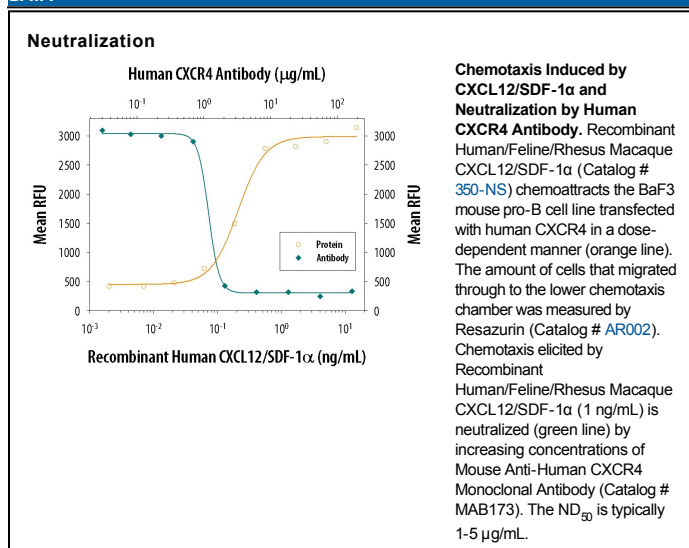 Neutralization
Human CXCR4 Antibody (µg/mL)
10⁻¹ 10⁰ 10¹ 10²
3000 3000
2500 2500
2000 2000
1500 1500
1000 1000
500 500
0 0
Mean RFU
Mean RFU
Protein
Antibody
10⁻³ 10⁻² 10⁻¹ 10⁰ 10¹
Recombinant Human CXCL12/SDF-1α (ng/mL)
Chemotaxis Induced by
CXCL12/SDF-1α and
Neutralization by Human
CXCR4 Antibody. Recombinant
Human/Feline/Rhesus Macaque
CXCL12/SDF-1α (Catalog #
350-NS) chemoattracts the BaF3
mouse pro-B cell line transfected
with human CXCR4 in a dose-
dependent manner (orange line).
The amount of cells that migrated
through to the lower chemotaxis
chamber was measured by
Resazurin (Catalog # AR002).
Chemotaxis elicited by
Recombinant
Human/Feline/Rhesus Macaque
CXCL12/SDF-1α (1 ng/mL) is
neutralized (green line) by
increasing concentrations of
Mouse Anti-Human CXCR4
Monoclonal Antibody (Catalog #
MAB173). The ND₅₀ is typically
1-5 µg/mL.